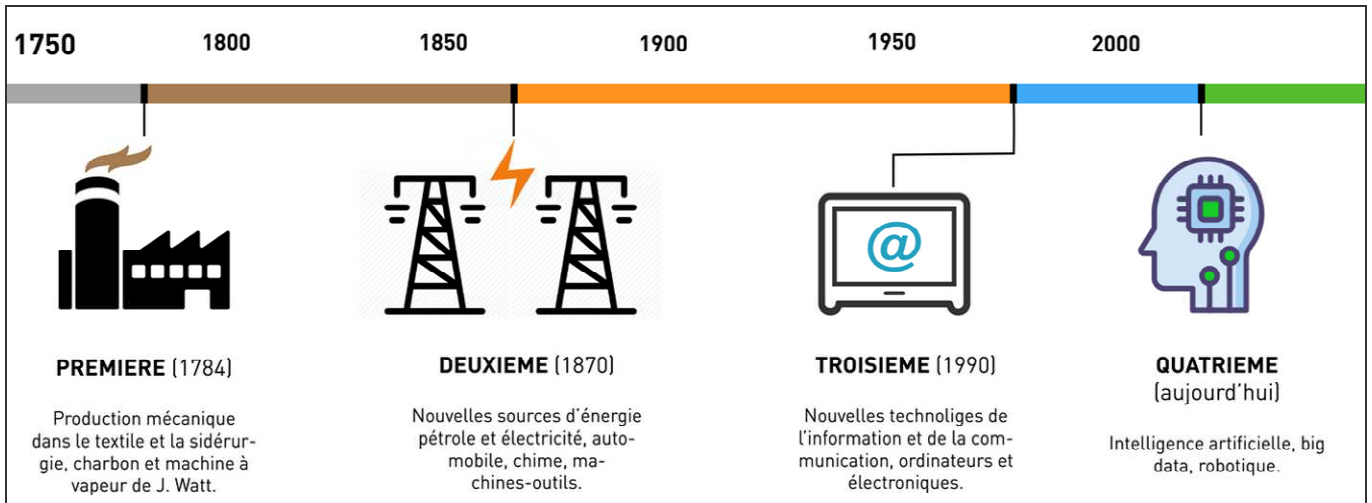 1750 1800 1850 1900 1950 2000
@
PREMIERE (1784)
Production mécanique
dans le textile et la sidérur-
gie, charbon et machine à
vapeur de J. Watt.
DEUXIEME (1870)
Nouvelles sources d'énergie
pétrole et électricité, auto-
mobile, chime, ma-
chines-outils.
TROISIEME (1990)
Nouvelles technoliges de
l'information et de la com-
munication, ordinateurs et
électroniques.
QUATRIEME
(aujourd'hui)
Intelligence artificielle, big
data, robotique.